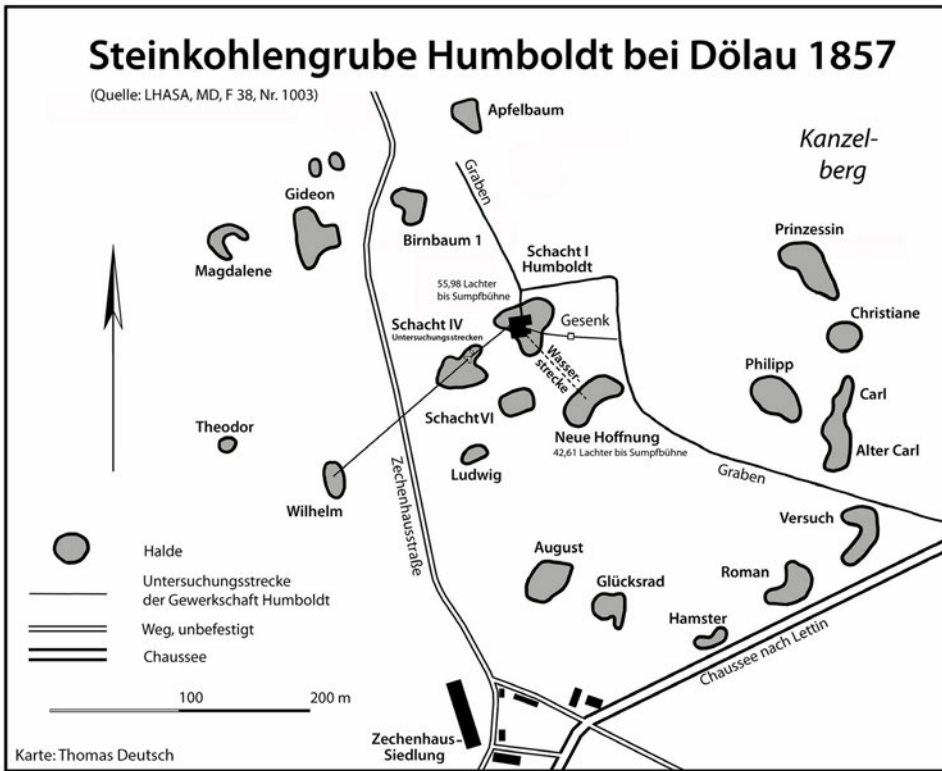 Steinkohlengrube Humboldt bei Dölau 1857
(Quelle: LHASA, MD, F 38, Nr. 1003)
Apfelbaum
Kanzel-
berg
Graben
Gideon
Birnbaum 1
Magdalene
Schacht I
Humboldt
Prinzessin
55,98 Lachter
bis Sumpfbühne
Christiane
Schacht IV
Untersuchungsstrecken
Gesenk
Wasser-
strecke
Philipp
Carl
Schacht VI
Theodor
Neue Hoffnung
42,61 Lachter bis Sumpfbühne
Alter Carl
Ludwig
Graben
Wilhelm
Zechenhausstraße
Versuch
August
Halde
Glücksrad
Roman
Untersuchungsstrecke
der Gewerkschaft Humboldt
Hamster
Weg, unbefestigt
Chaussee
Chaussee nach Lettin
100
200 m
Zechenhaus-
Siedlung
Karte: Thomas Deutsch